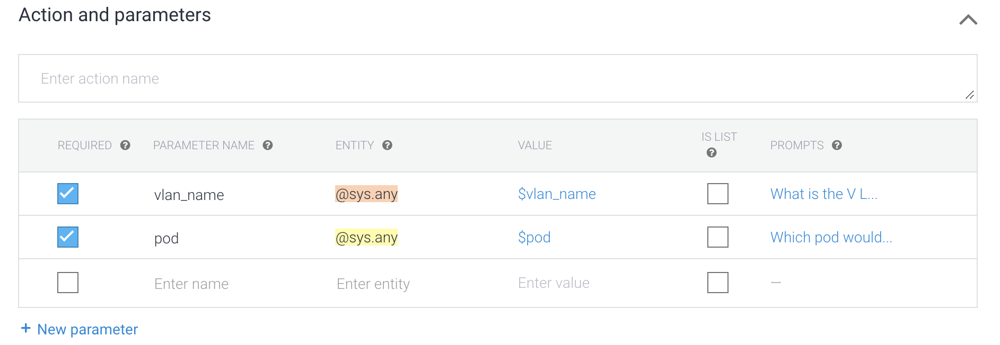 Action and parameters
Enter action name
REQUIRED ? PARAMETER NAME ? ENTITY ? VALUE IS LIST ? PROMPTS ?
vlan_name @sys.any $vlan_name What is the V L...
pod @sys.any $pod Which pod would...
Enter name Enter entity Enter value —
+ New parameter